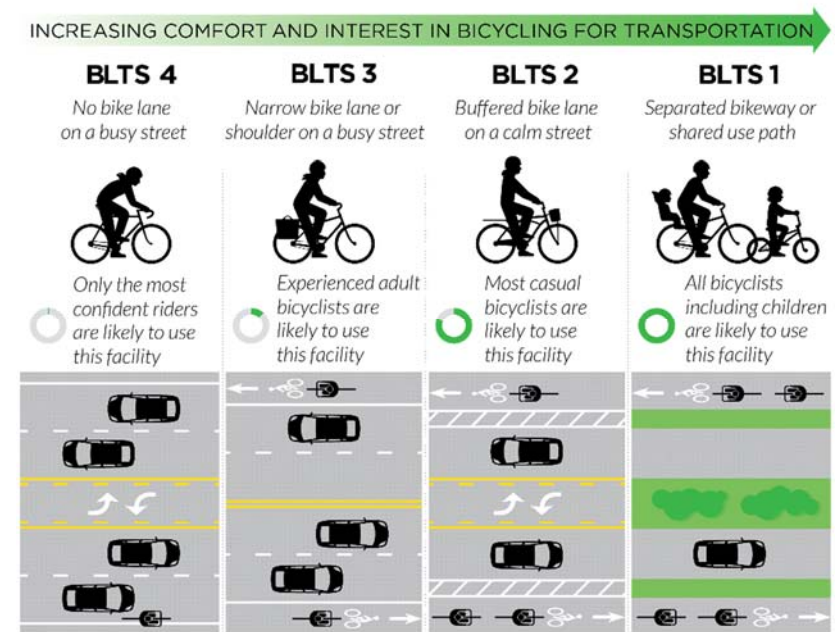 INCREASING COMFORT AND INTEREST IN BICYCLING FOR TRANSPORTATION
BLTS 4
No bike lane
on a busy street
Only the most
confident riders
are likely to use
this facility
BLTS 3
Narrow bike lane or
shoulder on a busy street
Experienced adult
bicyclists are
likely to use
this facility
BLTS 2
Buffered bike lane
on a calm street
Most casual
bicyclists are
likely to use
this facility
BLTS 1
Separated bikeway or
shared use path
All bicyclists
including children
are likely to use
this facility